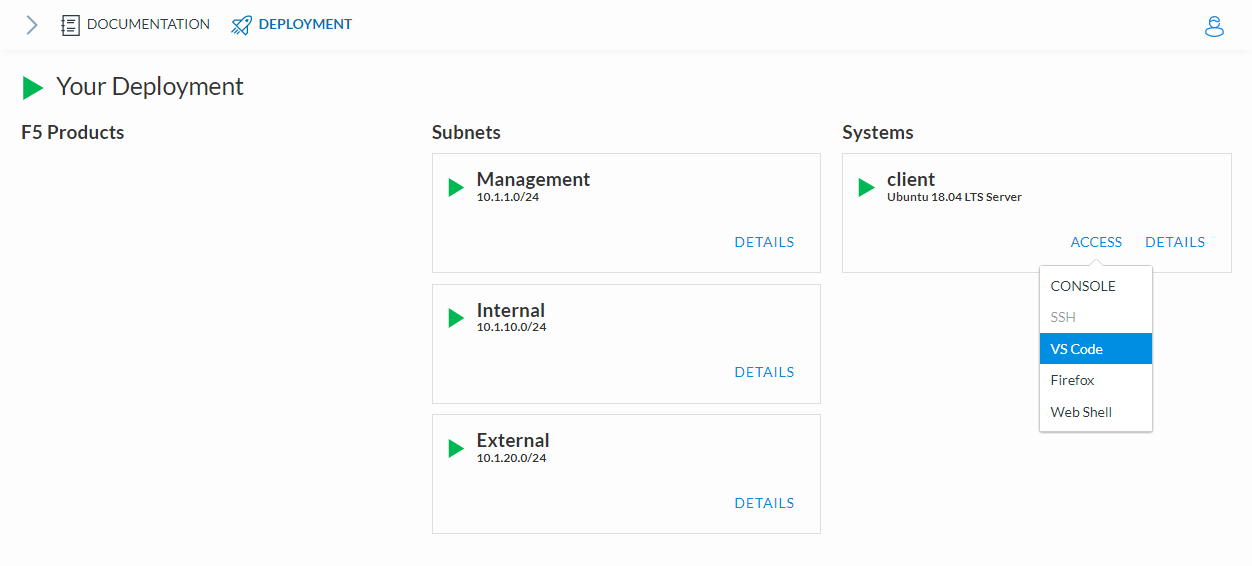 DOCUMENTATION
DEPLOYMENT
Your Deployment
F5 Products
Subnets
Management
10.1.1.0/24
DETAILS
Internal
10.1.10.0/24
DETAILS
External
10.1.20.0/24
DETAILS
Systems
client
Ubuntu 18.04 LTS Server
ACCESS DETAILS
CONSOLE
SSH
VS Code
Firefox
Web Shell